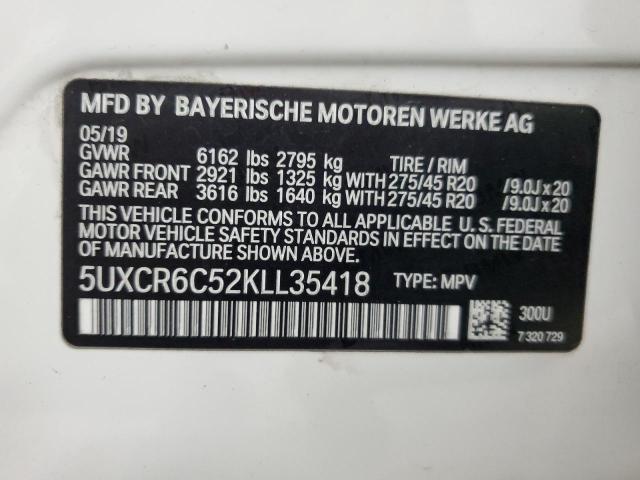 MFD BY BAYERISCHE MOTOREN WERKE AG
05/19
GVWR 6162 lbs 2795 kg TIRE / RIM
GAWR FRONT 2921 lbs 1325 kg WITH 275/45 R20 /9.0J x 20
GAWR REAR 3616 lbs 1640 kg WITH 275/45 R20 /9.0J x 20
THIS VEHICLE CONFORMS TO ALL APPLICABLE U. S. FEDERAL
MOTOR VEHICLE SAFETY STANDARDS IN EFFECT ON THE DATE
OF MANUFACTURE SHOWN ABOVE.
5UXCR6C52KLL35418 TYPE: MPV
300U
7 320 729